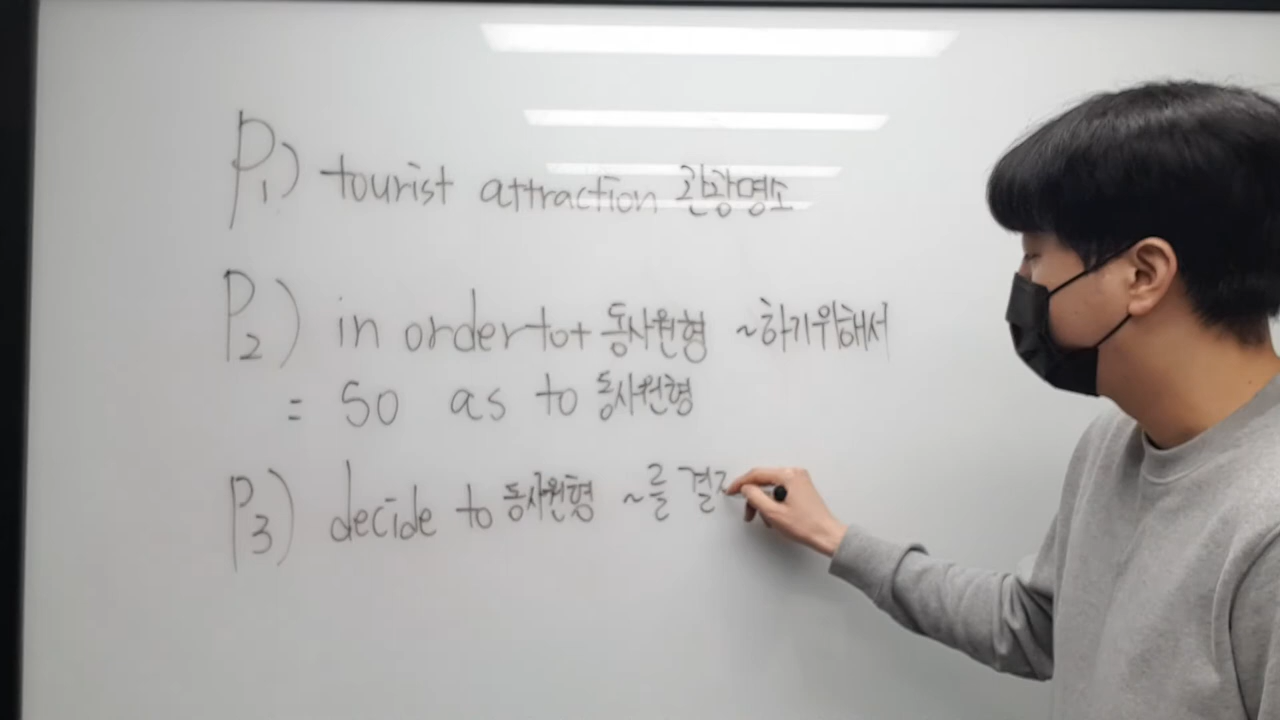 P1) tourist attraction 관광명소
P2) in order to+ 동사원형 ~하기위해서
= so as to 동사원형
P3) decide to 동사원형 ~를 결